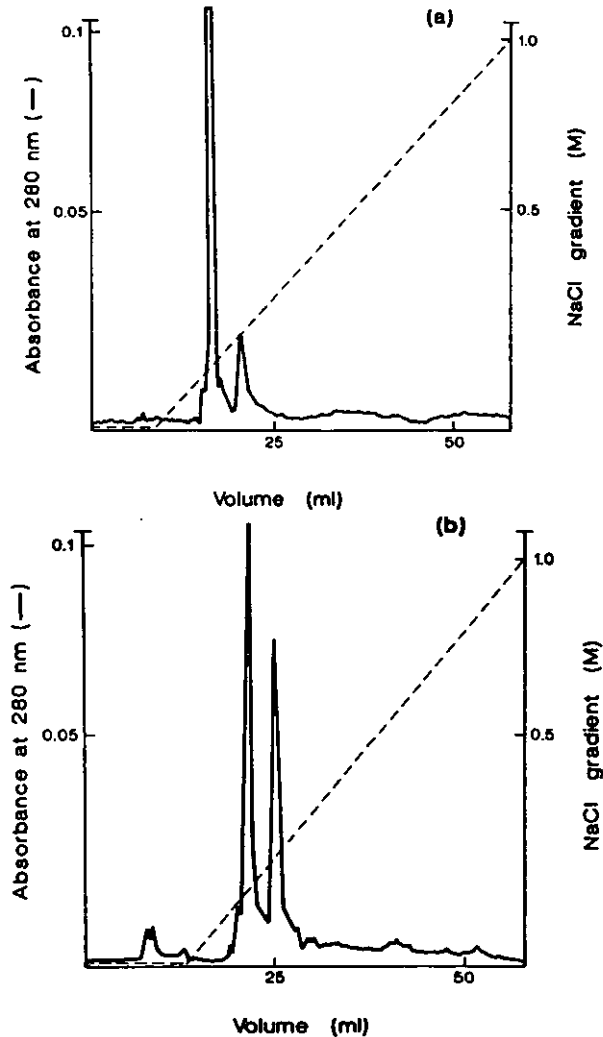 (a)
0.1
0.05
Absorbance at 280 nm (—)
1.0
0.5
NaCl gradient (M)
25
50
Volume (ml)
(b)
0.1
0.05
Absorbance at 280 nm (—)
1.0
0.5
NaCl gradient (M)
25
50
Volume (ml)